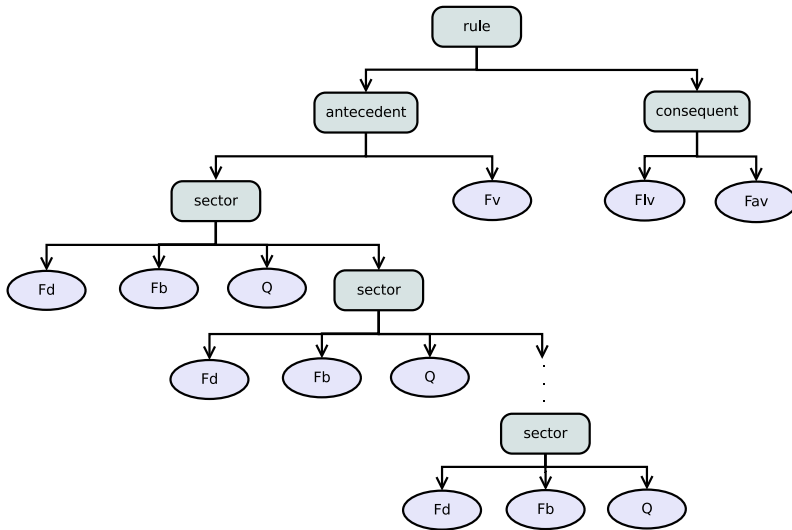 rule
antecedent
consequent
sector
Fv
Flv
Fav
Fd
Fb
Q
sector
Fd
Fb
Q
.
.
.
sector
Fd
Fb
Q